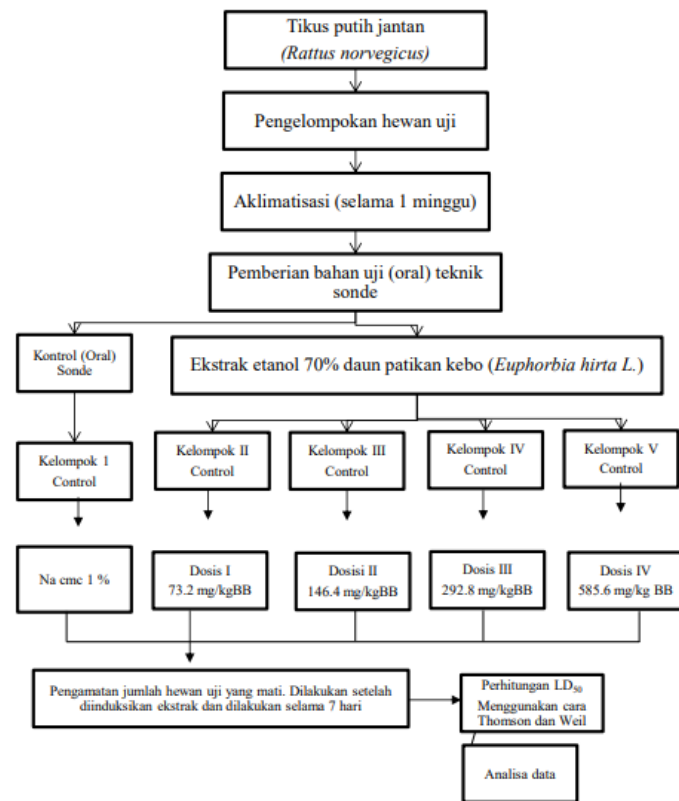 Tikus putih jantan
(Rattus norvegicus)
Pengelompokan hewan uji
Aklimatisasi (selama 1 minggu)
Pemberian bahan uji (oral) teknik
sonde
Kontrol (Oral)
Sonde
Ekstrak etanol 70% daun patikan kebo (Euphorbia hirta L.)
Kelompok 1
Control
Kelompok II
Control
Kelompok III
Control
Kelompok IV
Control
Kelompok V
Control
Na cmc 1 %
Dosis I
73.2 mg/kgBB
Dosisi II
146.4 mg/kgBB
Dosis III
292.8 mg/kgBB
Dosis IV
585.6 mg/kg BB
Pengamatan jumlah hewan uji yang mati. Dilakukan setelah
diinduksikan ekstrak dan dilakukan selama 7 hari
Perhitungan LD₅₀
Menggunakan cara
Thomson dan Weil
Analisa data